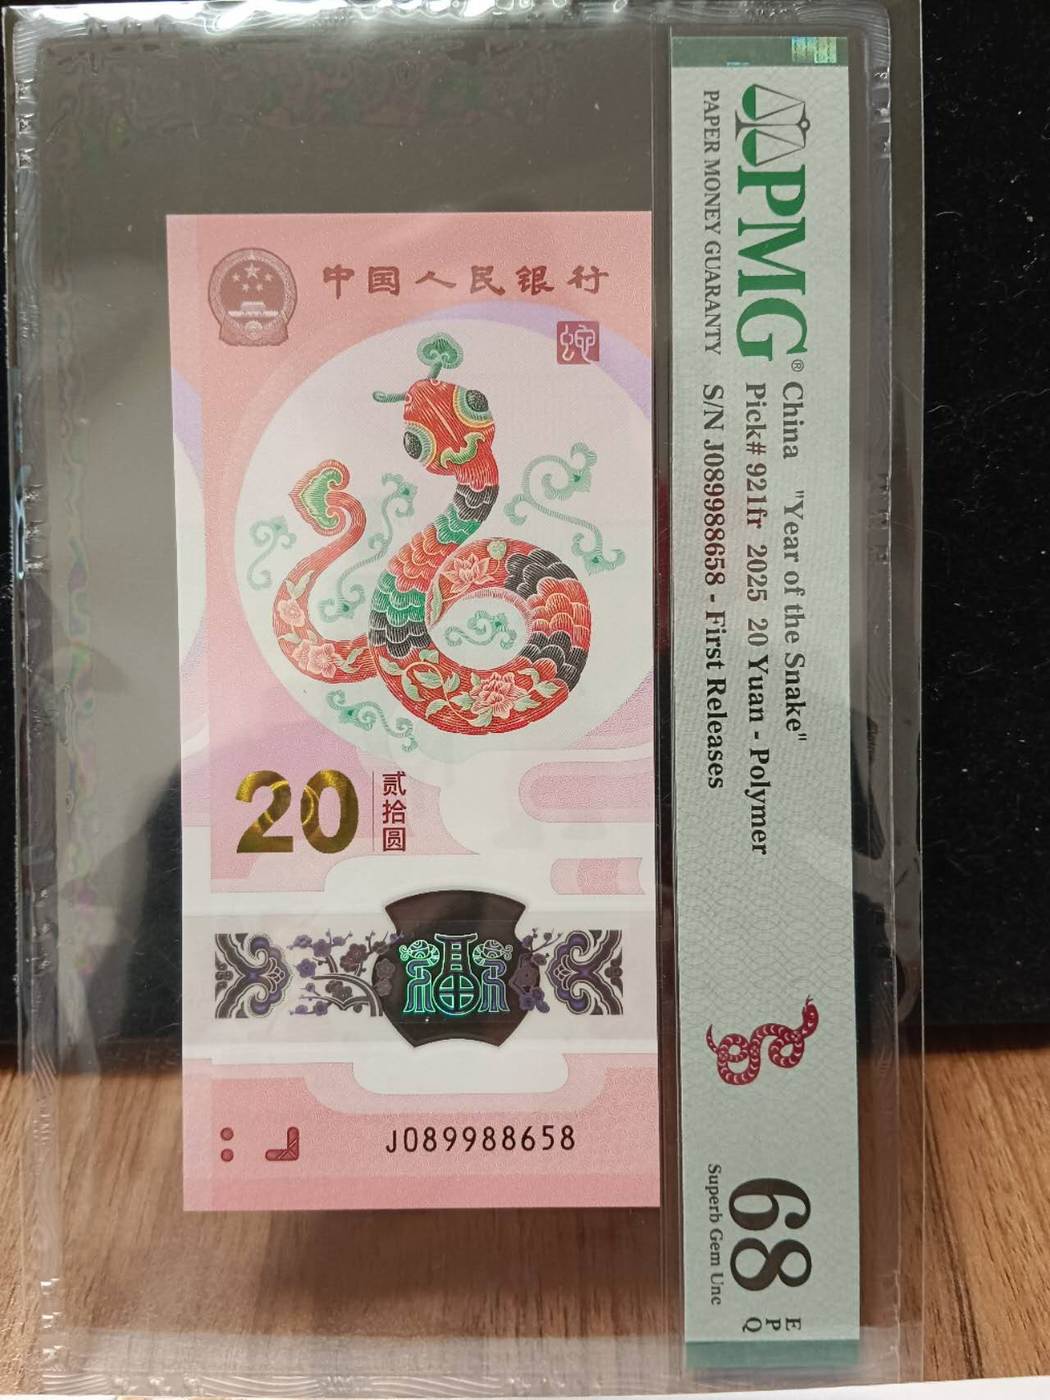 中国人民银行
蛇
20
贰拾圆
福
J089988658
PMG®
PAPER MONEY GUARANTY
China "Year of the Snake"
Pick# 921fr 2025 20 Yuan - Polymer
S/N J089988658 - First Releases
68 EPQ
Superb Gem Unc